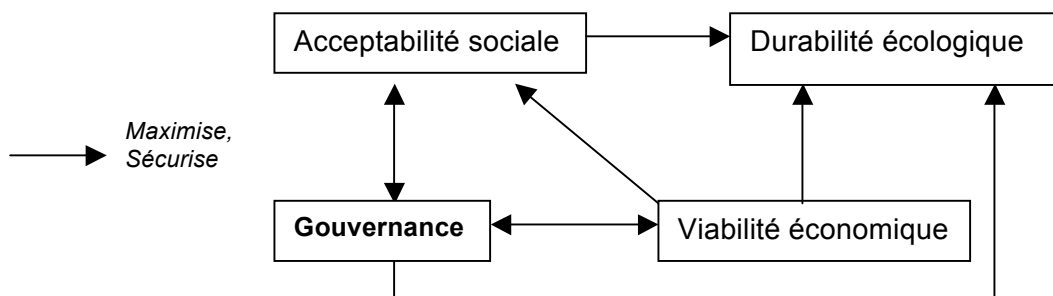 Acceptabilité sociale
Durabilité écologique
Maximise,
Sécurise
Gouvernance
Viabilité économique